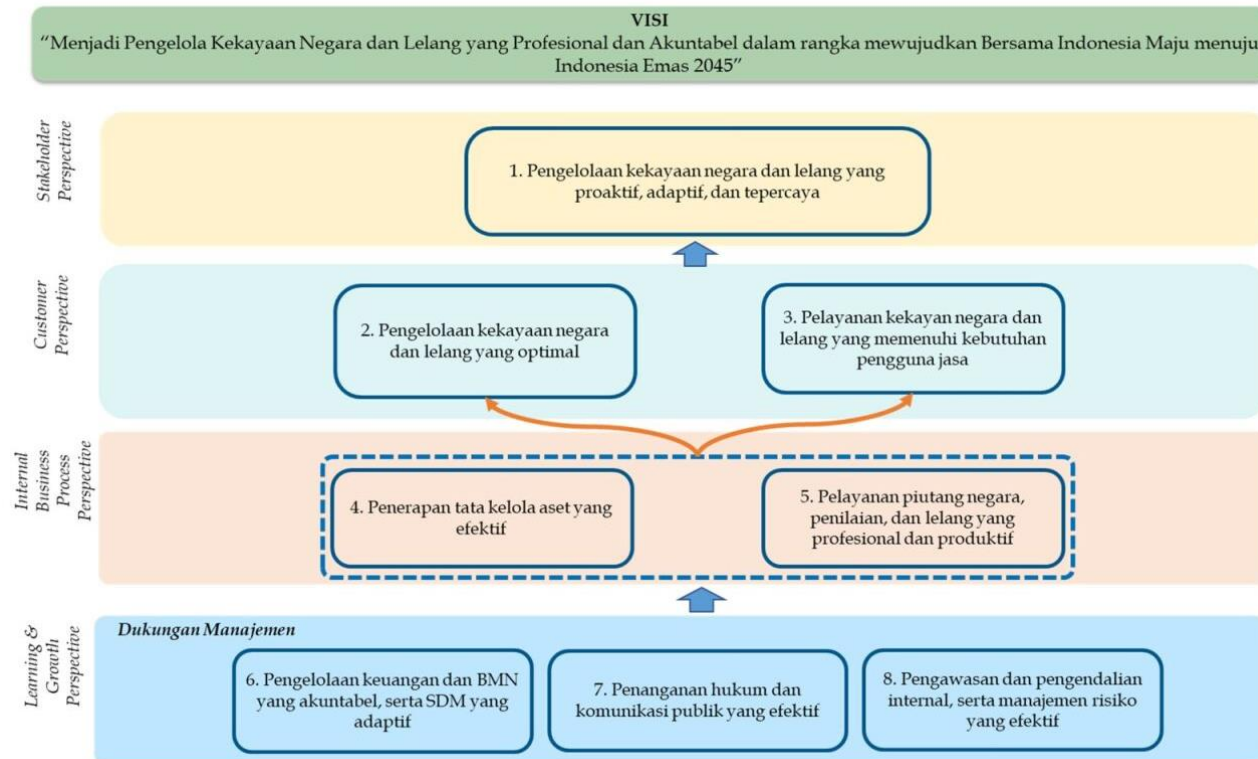 VISI
“Menjadi Pengelola Kekayaan Negara dan Lelang yang Profesional dan Akuntabel dalam rangka mewujudkan Bersama Indonesia Maju menuju
Indonesia Emas 2045”
Stakeholder
Perspective
1. Pengelolaan kekayaan negara dan lelang yang
proaktif, adaptif, dan tepercaya
Customer
Perspective
2. Pengelolaan kekayaan negara
dan lelang yang optimal
3. Pelayanan kekayan negara dan
lelang yang memenuhi kebutuhan
pengguna jasa
Internal
Business
Process
Perspective
4. Penerapan tata kelola aset yang
efektif
5. Pelayanan piutang negara,
penilaian, dan lelang yang
profesional dan produktif
Learning &
Growth
Perspective
Dukungan Manajemen
6. Pengelolaan keuangan dan BMN
yang akuntabel, serta SDM yang
adaptif
7. Penanganan hukum dan
komunikasi publik yang efektif
8. Pengawasan dan pengendalian
internal, serta manajemen risiko
yang efektif